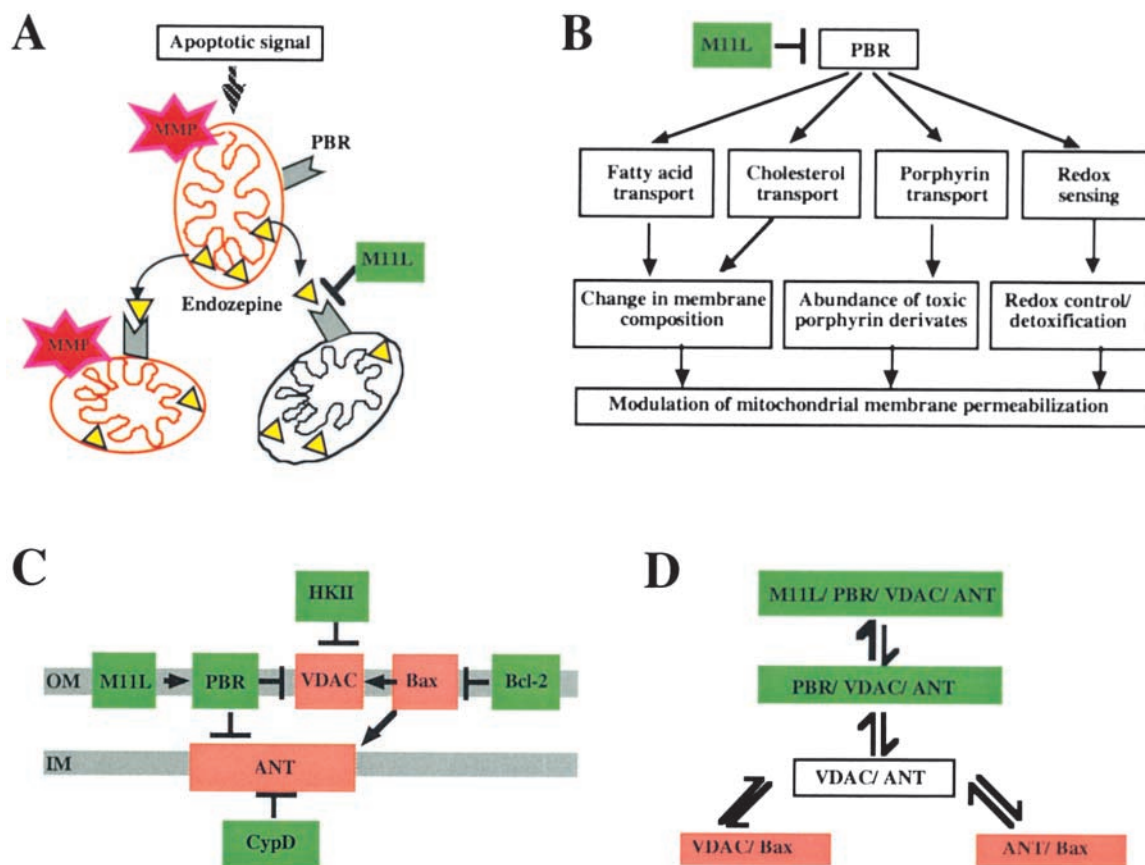 A
Apoptotic signal
MMP
PBR
M11L
Endozepine
MMP
B
M11L
PBR
Fatty acid
transport
Cholesterol
transport
Porphyrin
transport
Redox
sensing
Change in membrane
composition
Abundance of toxic
porphyrin derivates
Redox control/
detoxification
Modulation of mitochondrial membrane permeabilization
C
HKII
OM
M11L
PBR
VDAC
Bax
Bcl-2
IM
ANT
CypD
D
M11L/ PBR/ VDAC/ ANT
PBR/ VDAC/ ANT
VDAC/ ANT
VDAC/ Bax
ANT/ Bax